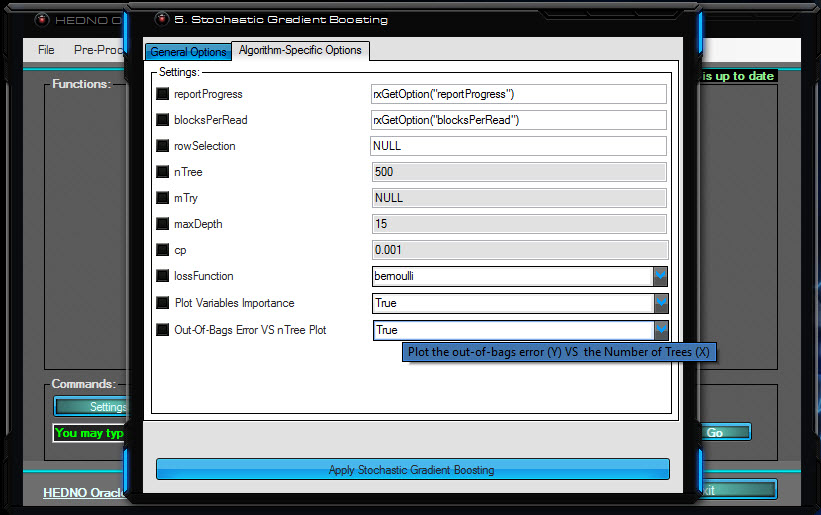 HEDNO O
5. Stochastic Gradient Boosting
File Pre-Proc
General Options Algorithm-Specific Options
is up to date
Functions:
Settings:
reportProgress rxGetOption("reportProgress")
blocksPerRead rxGetOption("blocksPerRead")
rowSelection NULL
nTree 500
mTry NULL
maxDepth 15
cp 0.001
lossFunction bernoulli
Plot Variables Importance True
Out-Of-Bags Error VS nTree Plot True
Plot the out-of-bags error (Y) VS the Number of Trees (X)
Commands:
Settings
You may typ
Go
Apply Stochastic Gradient Boosting
HEDNO Oracle
xit